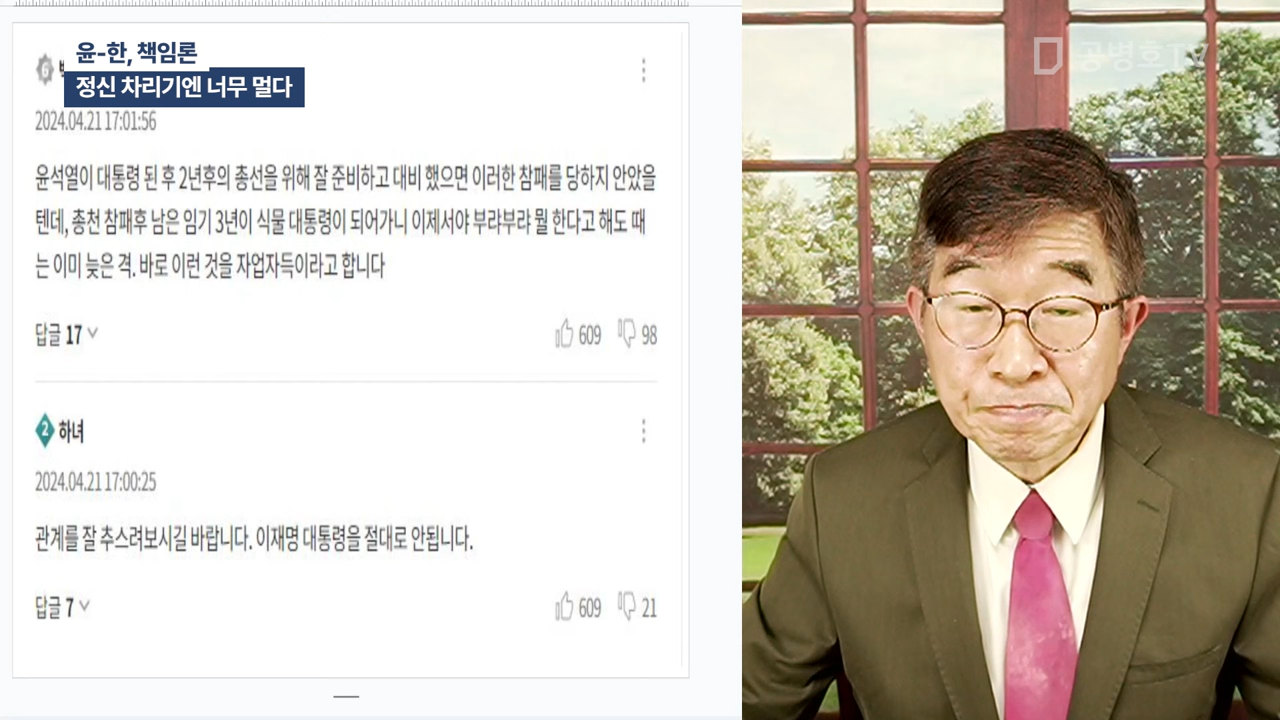 윤-한, 책임론
정신 차리기엔 너무 멀다
6
2024.04.21 17:01:56
윤석열이 대통령 된 후 2년후의 총선을 위해 잘 준비하고 대비 했으면 이러한 참패를 당하지 안았을
텐데, 총천 참패후 남은 임기 3년이 식물 대통령이 되어가니 이제서야 부랴부랴 뭘 한다고 해도 때
는 이미 늦은 격. 바로 이런 것을 자업자득이라고 합니다
답글 17
609 98
2 하녀
2024.04.21 17:00:25
관계를 잘 추스려보시길 바랍니다. 이재명 대통령을 절대로 안됩니다.
답글 7
609 21
공병호TV